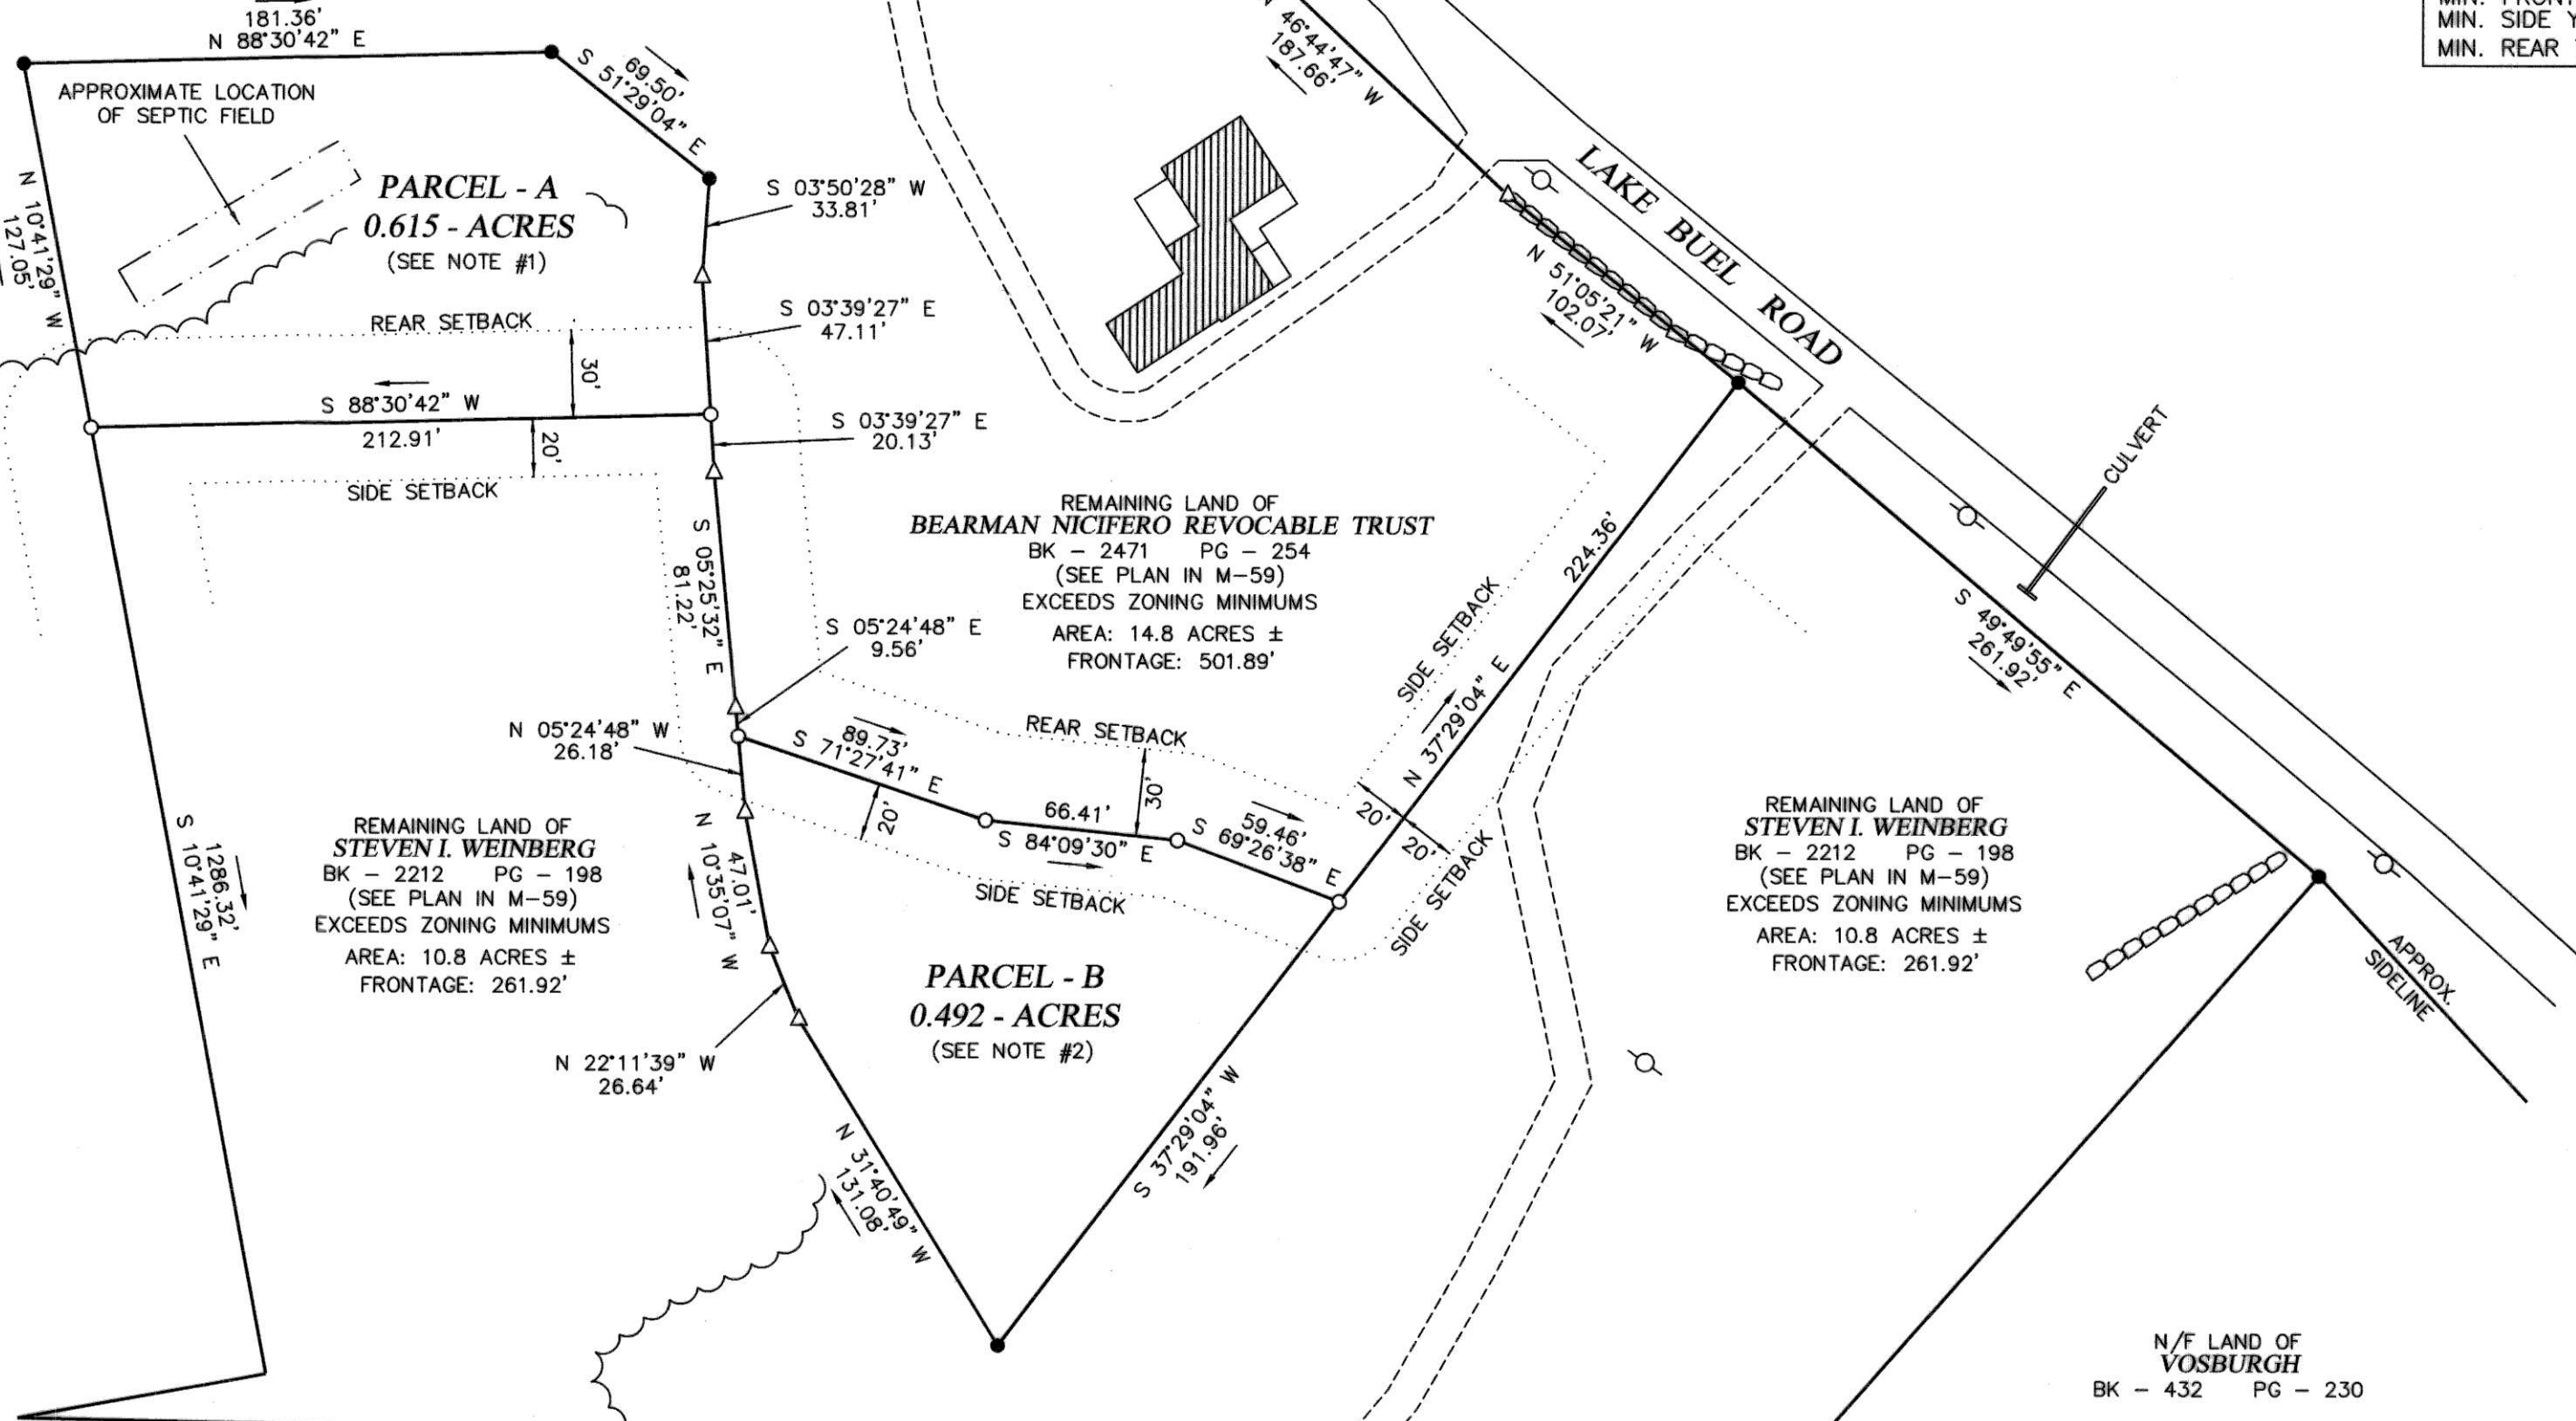 181.36'
N 88°30'42" E
69.50'
S 51°29'04" E
APPROXIMATE LOCATION
OF SEPTIC FIELD
PARCEL - A
0.615 - ACRES
(SEE NOTE #1)
N 10°41'29" W
127.05'
S 03°50'28" W
33.81'
S 03°39'27" E
47.11'
REAR SETBACK
30'
S 88°30'42" W
212.91'
20'
SIDE SETBACK
S 03°39'27" E
20.13'
46°44'47" W
187.66'
MIN. SIDE
MIN. REAR
LAKE BUEL ROAD
N 51°05'21" W
102.07'
CULVERT
S 05°25'32" E
81.22'
S 05°24'48" E
9.56'
REMAINING LAND OF
BEARMAN NICIFERO REVOCABLE TRUST
BK - 2471 PG - 254
(SEE PLAN IN M-59)
EXCEEDS ZONING MINIMUMS
AREA: 14.8 ACRES ±
FRONTAGE: 501.89'
SIDE SETBACK
224.36'
N 37°29'04" E
S 49°49'55" E
261.92'
N 05°24'48" W
26.18'
89.73'
S 71°27'41" E
20'
REAR SETBACK
30'
66.41'
S 84°09'30" E
59.46'
S 69°26'38" E
20'
20'
SIDE SETBACK
SIDE SETBACK
REMAINING LAND OF
STEVEN I. WEINBERG
BK - 2212 PG - 198
(SEE PLAN IN M-59)
EXCEEDS ZONING MINIMUMS
AREA: 10.8 ACRES ±
FRONTAGE: 261.92'
1286.32'
S 10°41'29" E
47.01'
N 10°35'07" W
N 22°11'39" W
26.64'
PARCEL - B
0.492 - ACRES
(SEE NOTE #2)
N 31°40'49" W
131.08'
S 37°29'04" W
191.96'
REMAINING LAND OF
STEVEN I. WEINBERG
BK - 2212 PG - 198
(SEE PLAN IN M-59)
EXCEEDS ZONING MINIMUMS
AREA: 10.8 ACRES ±
FRONTAGE: 261.92'
APPROX.
SIDELINE
N/F LAND OF
VOSBURGH
BK - 432 PG - 230